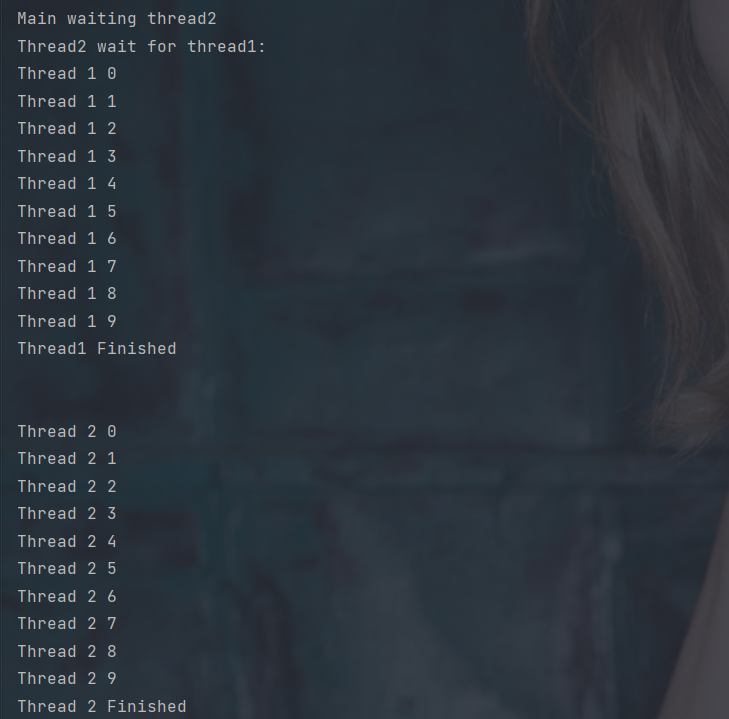 Main waiting thread2
Thread2 wait for thread1:
Thread 1 0
Thread 1 1
Thread 1 2
Thread 1 3
Thread 1 4
Thread 1 5
Thread 1 6
Thread 1 7
Thread 1 8
Thread 1 9
Thread1 Finished
Thread 2 0
Thread 2 1
Thread 2 2
Thread 2 3
Thread 2 4
Thread 2 5
Thread 2 6
Thread 2 7
Thread 2 8
Thread 2 9
Thread 2 Finished